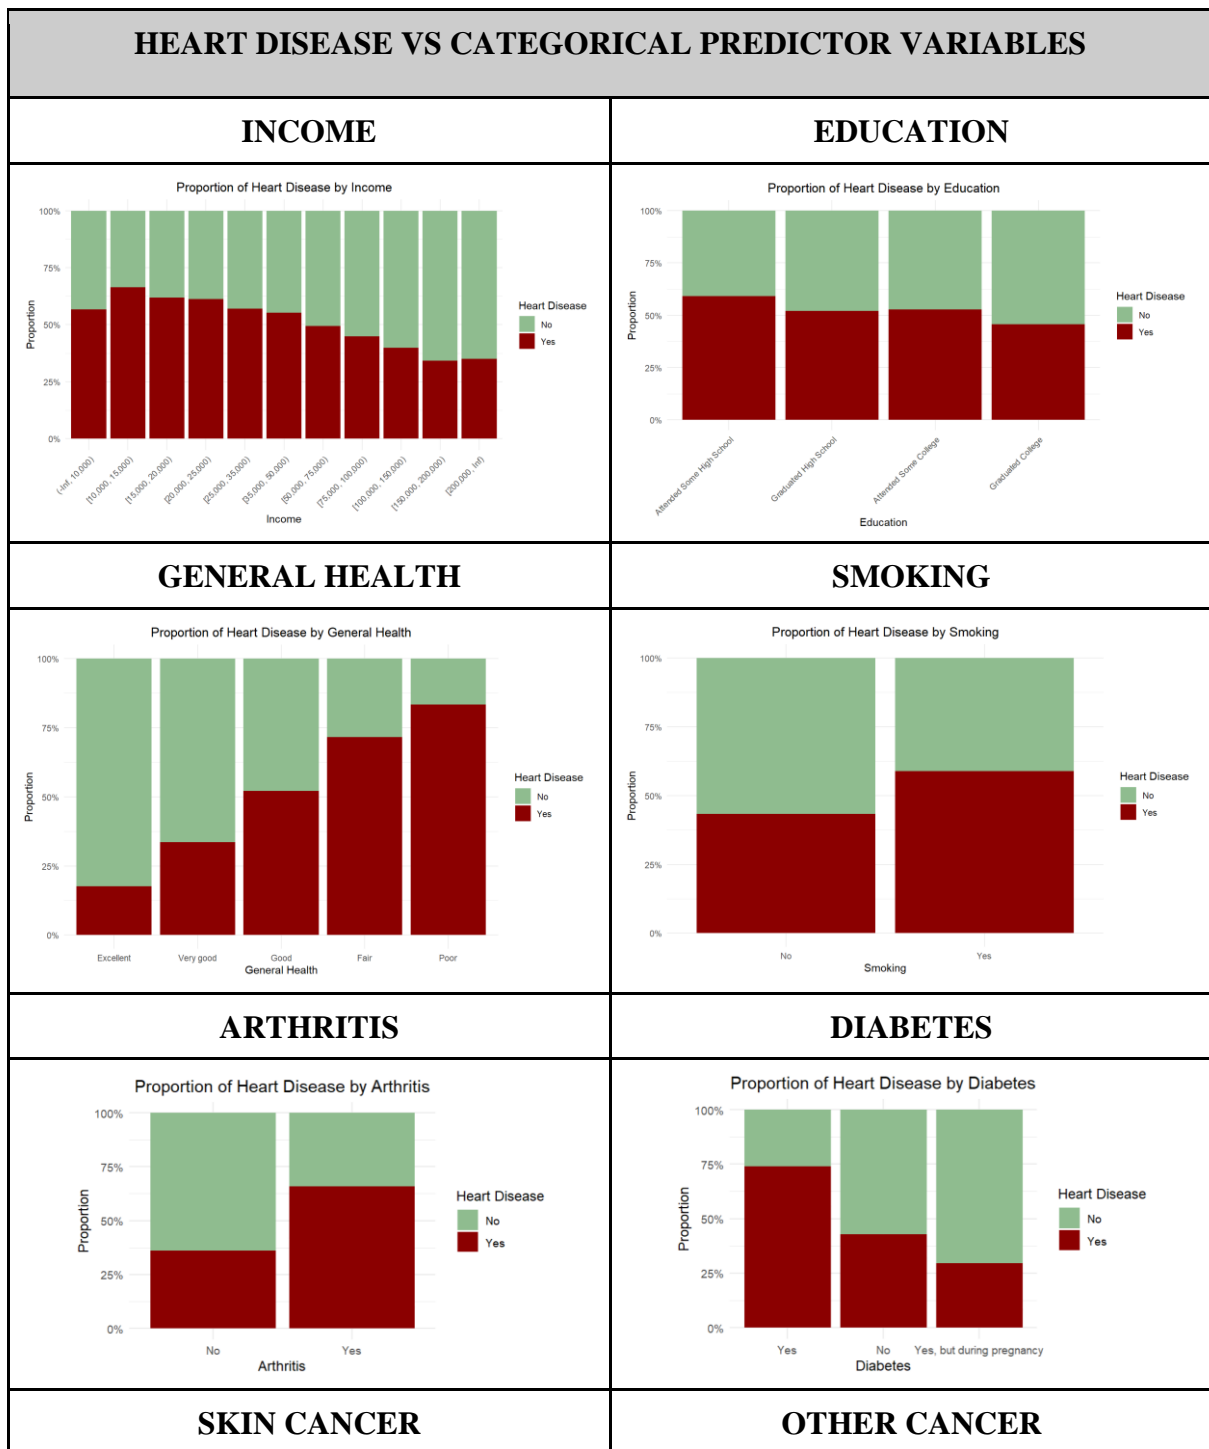 HEART DISEASE VS CATEGORICAL PREDICTOR VARIABLES
INCOME
EDUCATION
Proportion of Heart Disease by Income
100%
75%
50%
25%
0%
Proportion
(-Inf, 10,000)
[10,000, 15,000)
[15,000, 20,000)
[20,000, 25,000)
[25,000, 35,000)
[35,000, 50,000)
[50,000, 75,000)
[75,000, 100,000)
[100,000, 150,000)
[150,000, 200,000)
[200,000, Inf)
Income
Heart Disease
No
Yes
Proportion of Heart Disease by Education
100%
75%
50%
25%
0%
Proportion
Attended Some High School
Graduated High School
Attended Some College
Graduated College
Education
Heart Disease
No
Yes
GENERAL HEALTH
SMOKING
Proportion of Heart Disease by General Health
100%
75%
50%
25%
0%
Proportion
Excellent
Very good
Good
Fair
Poor
General Health
Heart Disease
No
Yes
Proportion of Heart Disease by Smoking
100%
75%
50%
25%
0%
Proportion
No
Yes
Smoking
Heart Disease
No
Yes
ARTHRITIS
DIABETES
Proportion of Heart Disease by Arthritis
100%
75%
50%
25%
0%
Proportion
No
Yes
Arthritis
Heart Disease
No
Yes
Proportion of Heart Disease by Diabetes
100%
75%
50%
25%
0%
Proportion
Yes
No
Yes, but during pregnancy
Diabetes
Heart Disease
No
Yes
SKIN CANCER
OTHER CANCER